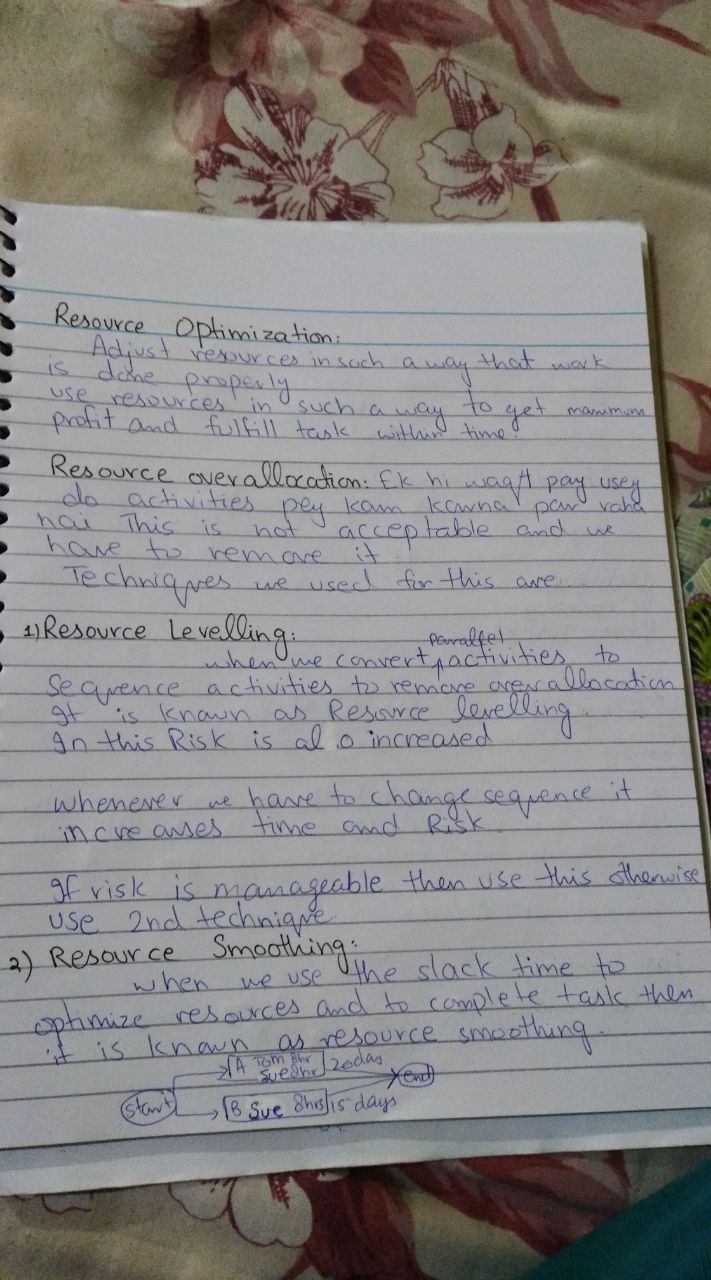 Resource Optimization:
Adjust resources in such a way that work
is done properly
use resources in such a way to get maximum
profit and fulfill task within time.
Resource overallocation: Ek hi waqt pay usey
do activities pey kam karna par raha
hai This is not acceptable and we
have to remove it.
Techniques we used for this are
1) Resource Levelling:
parallel
when we convert ^ activities to
Sequence activities to remove overallocation
It is known as Resource levelling.
In this Risk is al o increased
Whenever we have to change sequence it
increases time and Risk.
If risk is manageable then use this otherwise
use 2nd technique.
2) Resource Smoothing:
when we use the slack time to
optimize resources and to complete task then
it is known as resource smoothing.
A Tom 8hr
Sue 8hr 20day
end
start
B Sue 8hrs 15 days